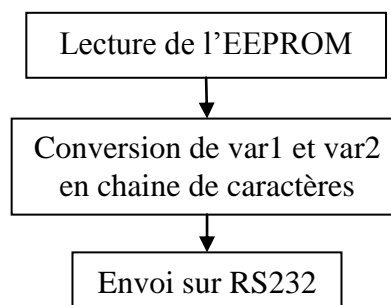 Lecture de l’EEPROM
Conversion de var1 et var2
en chaine de caractères
Envoi sur RS232